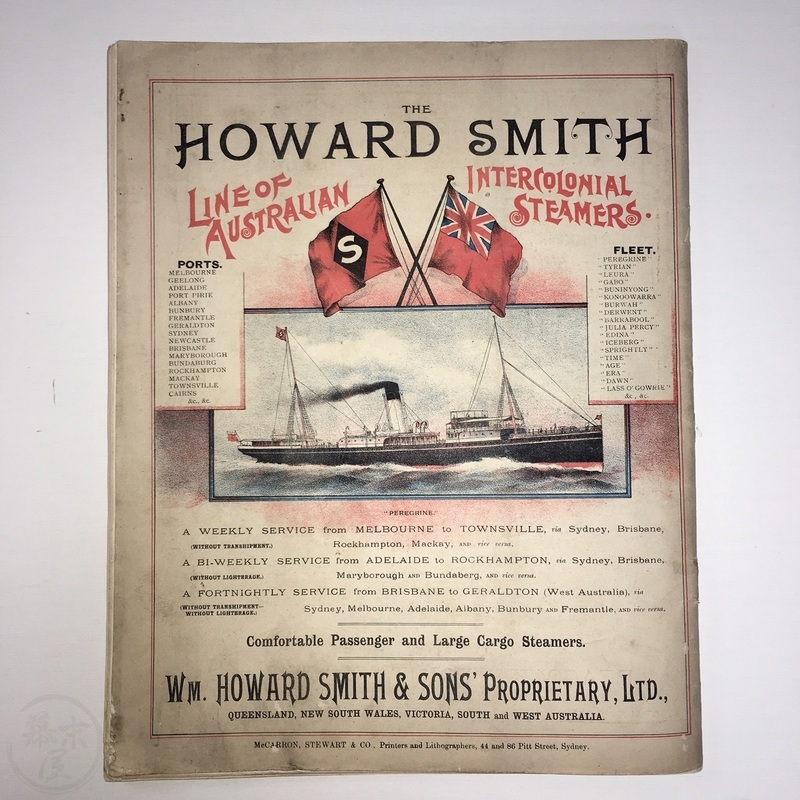 THE
HOWARD SMITH
LINE OF AUSTRALIAN
INTERCOLONIAL STEAMERS.
S
PORTS.
MELBOURNE
GEELONG
ADELAIDE
PORT PIRIE
ALBANY
BUNBURY
FREMANTLE
GERALDTON
SYDNEY
NEWCASTLE
BRISBANE
MARYBOROUGH
BUNDABURG
ROCKHAMPTON
MACKAY
TOWNSVILLE
CAIRNS
&c., &c.
FLEET.
"PEREGRINE"
"TYRIAN"
"LEURA"
"GABO"
"BUNINYONG"
"KONOOWARRA"
"BURWAH"
"DERWENT"
"BARRABOOL"
"JULIA PERCY"
"EDINA"
"ICEBERG"
"SPRIGHTLY"
"TIME"
"AGE"
"ERA"
"DAWN"
"LASS O'GOWRIE"
&c., &c.
"PEREGRINE."
A WEEKLY SERVICE from MELBOURNE to TOWNSVILLE, via Sydney, Brisbane,
(WITHOUT TRANSHIPMENT.) Rockhampton, Mackay, AND vice versa.
A BI-WEEKLY SERVICE from ADELAIDE to ROCKHAMPTON, via Sydney, Brisbane,
(WITHOUT LIGHTERAGE.) Maryborough AND Bundaberg, AND vice versa.
A FORTNIGHTLY SERVICE from BRISBANE to GERALDTON (West Australia), via
(WITHOUT TRANSHIPMENT—
WITHOUT LIGHTERAGE.) Sydney, Melbourne, Adelaide, Albany, Bunbury AND Fremantle, AND vice versa.
Comfortable Passenger and Large Cargo Steamers.
WM. HOWARD SMITH & SONS' PROPRIETARY, LTD.,
QUEENSLAND, NEW SOUTH WALES, VICTORIA, SOUTH and WEST AUSTRALIA.
McCARRON, STEWART & CO., Printers and Lithographers, 44 and 86 Pitt Street, Sydney.
幕末屋